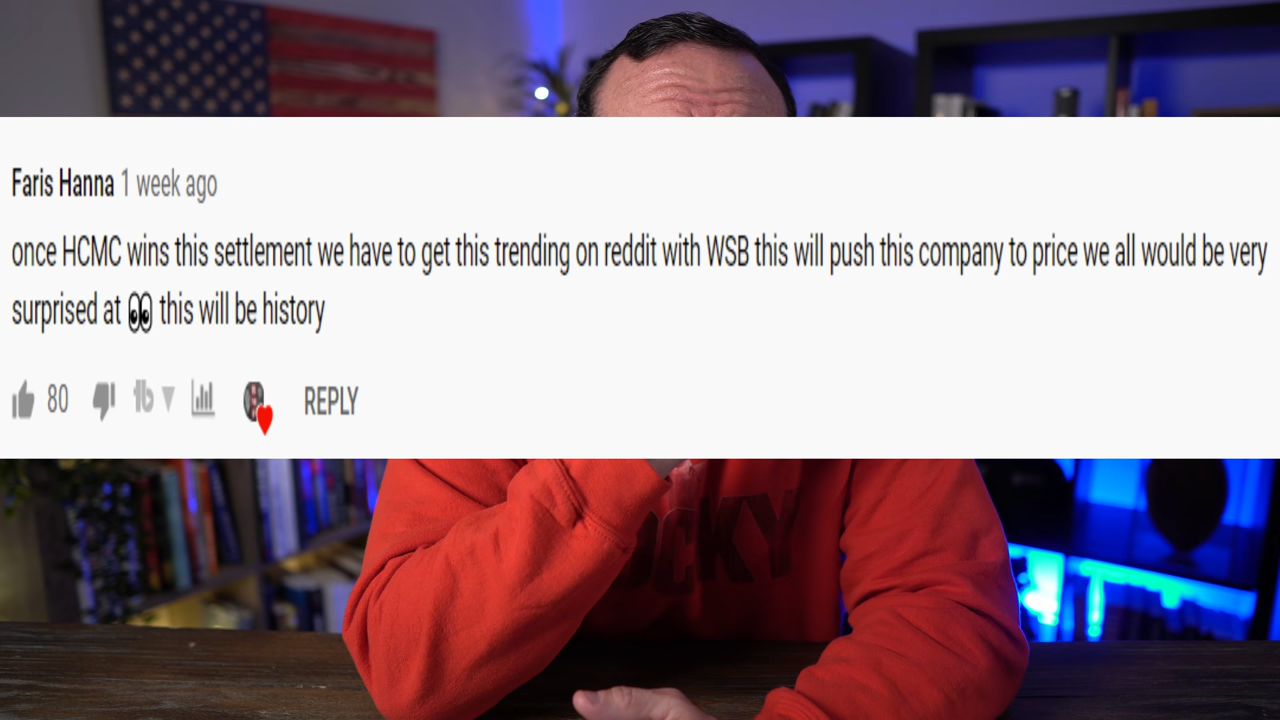 Faris Hanna 1 week ago
once HCMC wins this settlement we have to get this trending on reddit with WSB this will push this company to price we all would be very
surprised at 👀 this will be history
80
REPLY